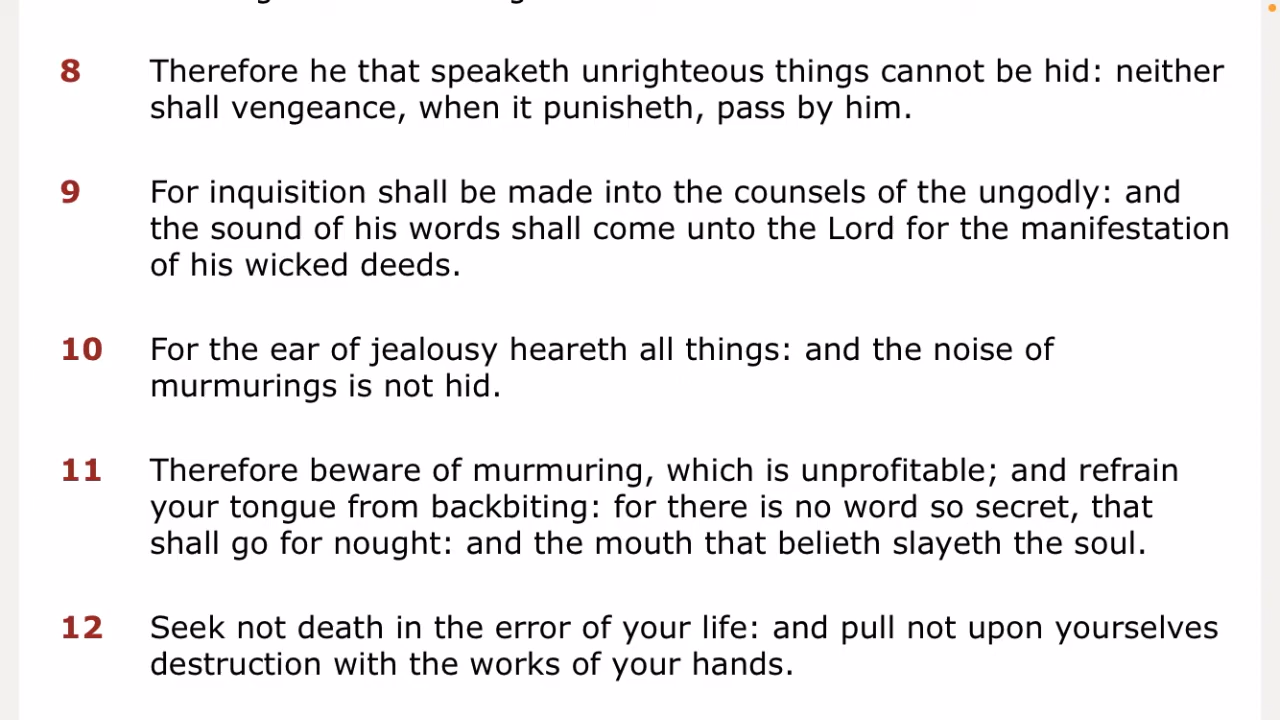 8 Therefore he that speaketh unrighteous things cannot be hid: neither
shall vengeance, when it punisheth, pass by him.
9 For inquisition shall be made into the counsels of the ungodly: and
the sound of his words shall come unto the Lord for the manifestation
of his wicked deeds.
10 For the ear of jealousy heareth all things: and the noise of
murmurings is not hid.
11 Therefore beware of murmuring, which is unprofitable; and refrain
your tongue from backbiting: for there is no word so secret, that
shall go for nought: and the mouth that belieth slayeth the soul.
12 Seek not death in the error of your life: and pull not upon yourselves
destruction with the works of your hands.